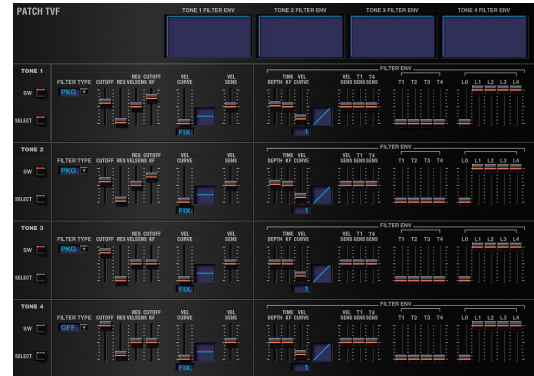 PATCH TVF
TONE 1 FILTER ENV TONE 2 FILTER ENV TONE 3 FILTER ENV TONE 4 FILTER ENV
TONE 1
FILTER ENV
RES CUTOFF VEL VEL TIME VEL VEL T1 T4
FILTER TYPE CUTOFF RES VELSENS KF CURVE SENS DEPTH KF CURVE SENS SENS SENS T1 T2 T3 T4 L0 L1 L2 L3 L4
SW PKG
SELECT
FIX 1
TONE 2
FILTER ENV
RES CUTOFF VEL VEL TIME VEL VEL T1 T4
FILTER TYPE CUTOFF RES VELSENS KF CURVE SENS DEPTH KF CURVE SENS SENS SENS T1 T2 T3 T4 L0 L1 L2 L3 L4
SW PKG
SELECT
FIX 1
TONE 3
FILTER ENV
RES CUTOFF VEL VEL TIME VEL VEL T1 T4
FILTER TYPE CUTOFF RES VELSENS KF CURVE SENS DEPTH KF CURVE SENS SENS SENS T1 T2 T3 T4 L0 L1 L2 L3 L4
SW PKG
SELECT
FIX 1
TONE 4
FILTER ENV
RES CUTOFF VEL VEL TIME VEL VEL T1 T4
FILTER TYPE CUTOFF RES VELSENS KF CURVE SENS DEPTH KF CURVE SENS SENS SENS T1 T2 T3 T4 L0 L1 L2 L3 L4
SW OFF
SELECT
FIX 1